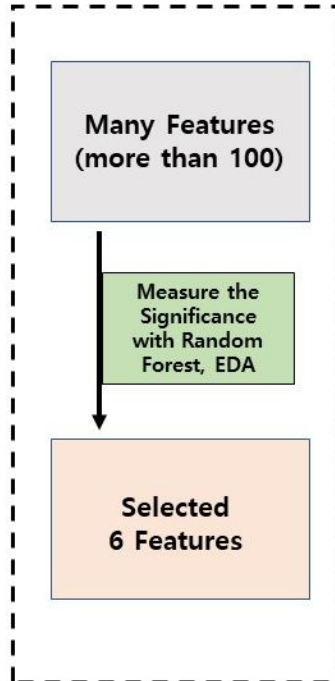 Many Features
(more than 100)
Measure the
Significance
with Random
Forest, EDA
Selected
6 Features